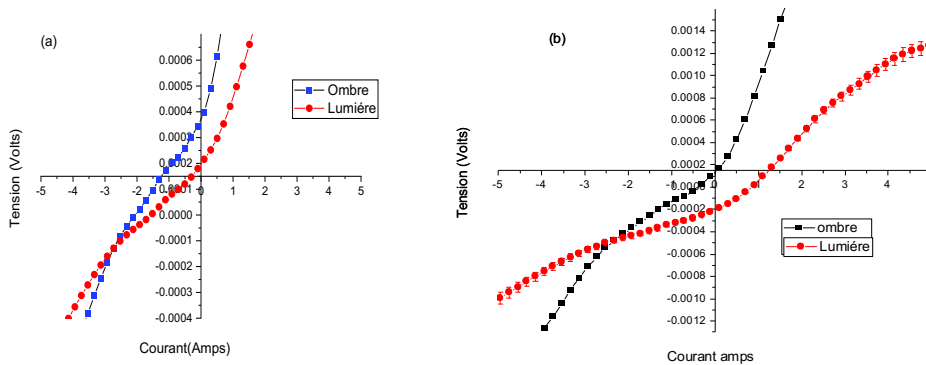 (a)
0.0006
0.0005
0.0004
0.0003
0.0002
0.0001
0.0000
-0.0001
-0.0002
-0.0003
-0.0004
-5 -4 -3 -2 -1 0 1 2 3 4 5
Tension (Volts)
Courant(Amps)
Ombre
Lumiére
(b)
0.0014
0.0012
0.0010
0.0008
0.0006
0.0004
0.0002
0.0000
-0.0002
-0.0004
-0.0006
-0.0008
-0.0010
-0.0012
-5 -4 -3 -2 -1 0 1 2 3 4
Tension (Volts)
Courant amps
ombre
Lumiére